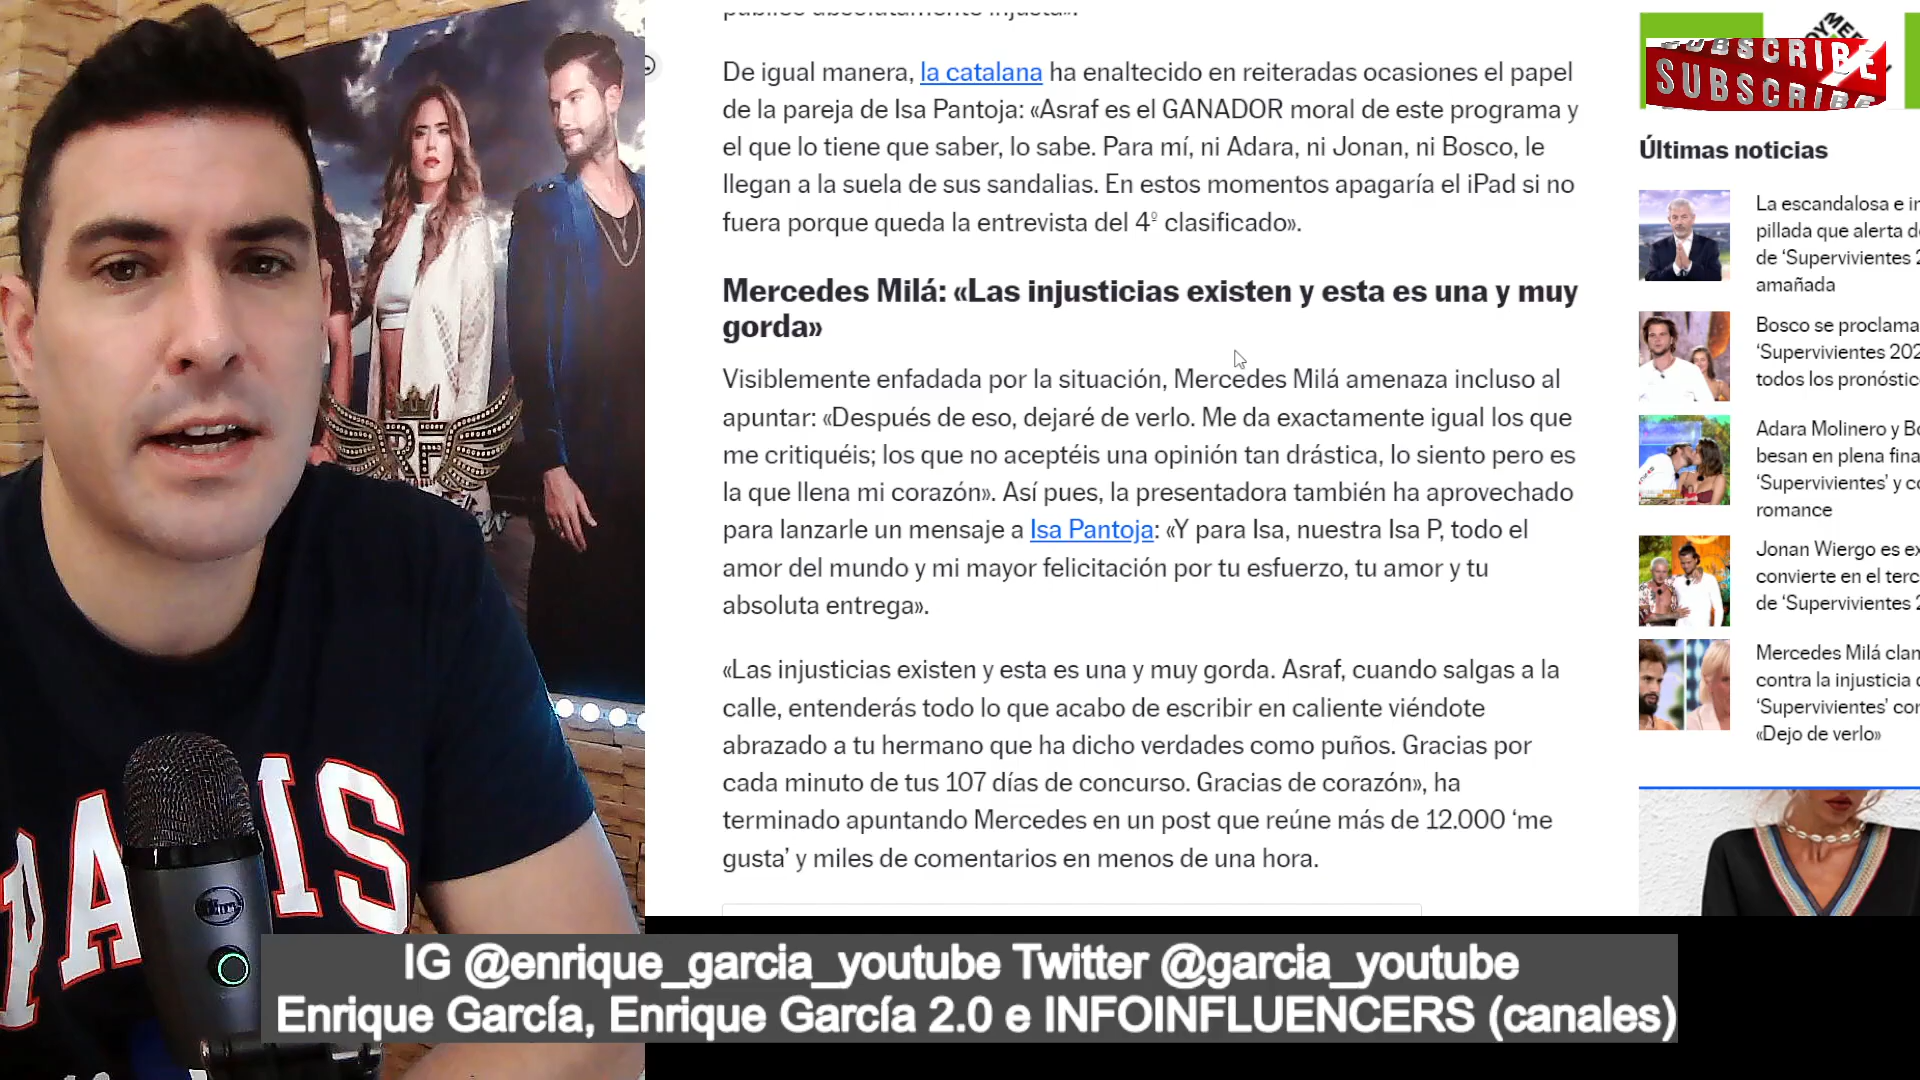 De igual manera, la catalana ha enaltecido en reiteradas ocasiones el papel
de la pareja de Isa Pantoja: «Asraf es el GANADOR moral de este programa y
el que lo tiene que saber, lo sabe. Para mí, ni Adara, ni Jonan, ni Bosco, le
llegan a la suela de sus sandalias. En estos momentos apagaría el iPad si no
fuera porque queda la entrevista del 4º clasificado».
Mercedes Milá: «Las injusticias existen y esta es una y muy
gorda»
Visiblemente enfadada por la situación, Mercedes Milá amenaza incluso al
apuntar: «Después de eso, dejaré de verlo. Me da exactamente igual los que
me critiquéis; los que no aceptéis una opinión tan drástica, lo siento pero es
la que llena mi corazón». Así pues, la presentadora también ha aprovechado
para lanzarle un mensaje a Isa Pantoja: «Y para Isa, nuestra Isa P, todo el
amor del mundo y mi mayor felicitación por tu esfuerzo, tu amor y tu
absoluta entrega».
«Las injusticias existen y esta es una y muy gorda. Asraf, cuando salgas a la
calle, entenderás todo lo que acabo de escribir en caliente viéndote
abrazado a tu hermano que ha dicho verdades como puños. Gracias por
cada minuto de tus 107 días de concurso. Gracias de corazón», ha
terminado apuntando Mercedes en un post que reúne más de 12.000 ‘me
gusta’ y miles de comentarios en menos de una hora.
SUBSCRIBE
SUBSCRIBE
Últimas noticias
La escandalosa e
pillada que alerta
de ‘Supervivientes
amañada
Bosco se proclama
‘Supervivientes
todos los
Adara Molinero y
besan en plena
‘Supervivientes’ y
romance
Jonan Wiergo es
convierte en el
de ‘Supervivientes
Mercedes Milá
contra la injusticia
‘Supervivientes’
«Dejo de verlo»
RF
PARIS
IG @enrique_garcia_youtube Twitter @garcia_youtube
Enrique García, Enrique García 2.0 e INFOINFLUENCERS (canales)